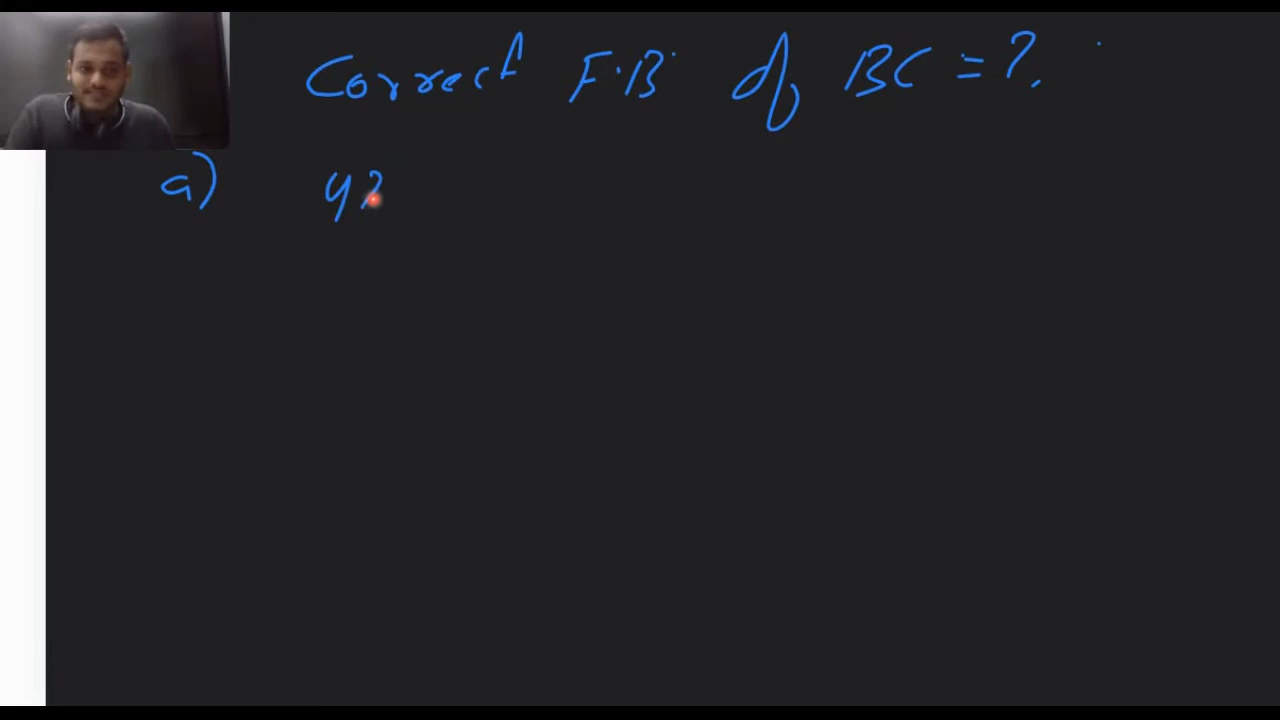 Correct F.B of BC = ?.
a) 42